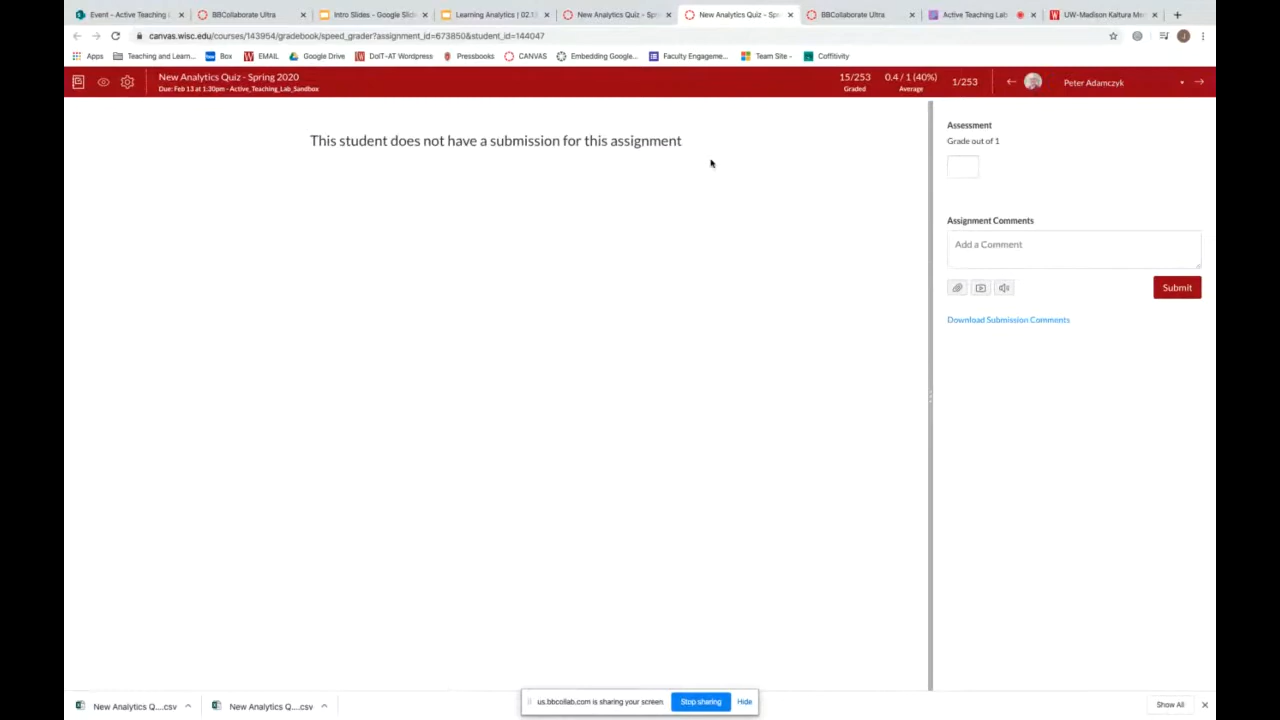 Event - Active Teaching L
BBCollaborate Ultra
Intro Slides - Google Slide
Learning Analytics | 02.1
New Analytics Quiz - Spr
New Analytics Quiz - Spe
BBCollaborate Ultra
Active Teaching Lab
UW-Madison Kaltura Me
canvas.wisc.edu/courses/143954/gradebook/speed_grader?assignment_id=673850&student_id=144047
Apps
Teaching and Learn...
Box
EMAIL
Google Drive
DoIT-AT Wordpress
Pressbooks
CANVAS
Embedding Google...
Faculty Engageme...
Team Site -
Coffitivity
New Analytics Quiz - Spring 2020
Due: Feb 13 at 1:30pm - Active_Teaching_Lab_Sandbox
15/253
Graded
0.4 / 1 (40%)
Average
1/253
Peter Adamczyk
This student does not have a submission for this assignment
Assessment
Grade out of 1
Assignment Comments
Add a Comment
Submit
Download Submission Comments
New Analytics Q....csv
New Analytics Q....csv
us.bbcollab.com is sharing your screen.
Stop sharing
Hide
Show All